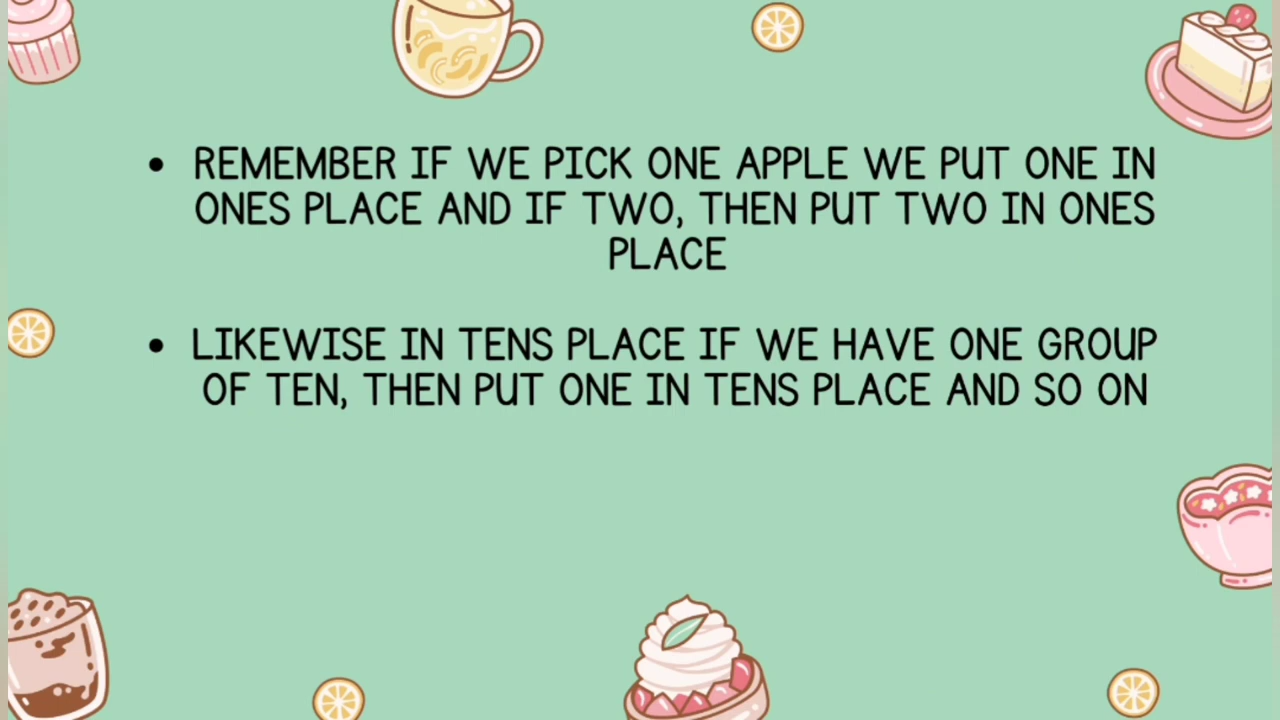 • REMEMBER IF WE PICK ONE APPLE WE PUT ONE IN
ONES PLACE AND IF TWO, THEN PUT TWO IN ONES
PLACE
• LIKEWISE IN TENS PLACE IF WE HAVE ONE GROUP
OF TEN, THEN PUT ONE IN TENS PLACE AND SO ON